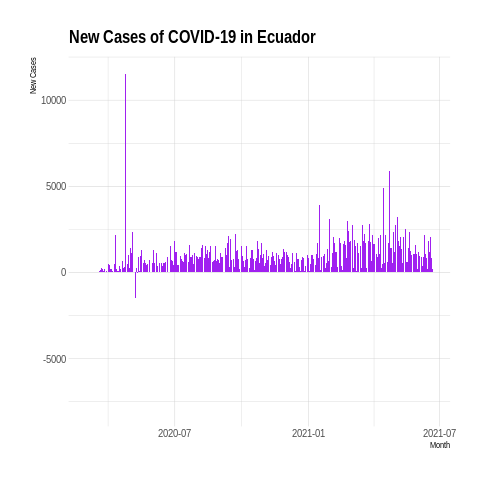 New Cases of COVID-19 in Ecuador
New Cases
10000
5000
0
-5000
2020-07
2021-01
2021-07
Month